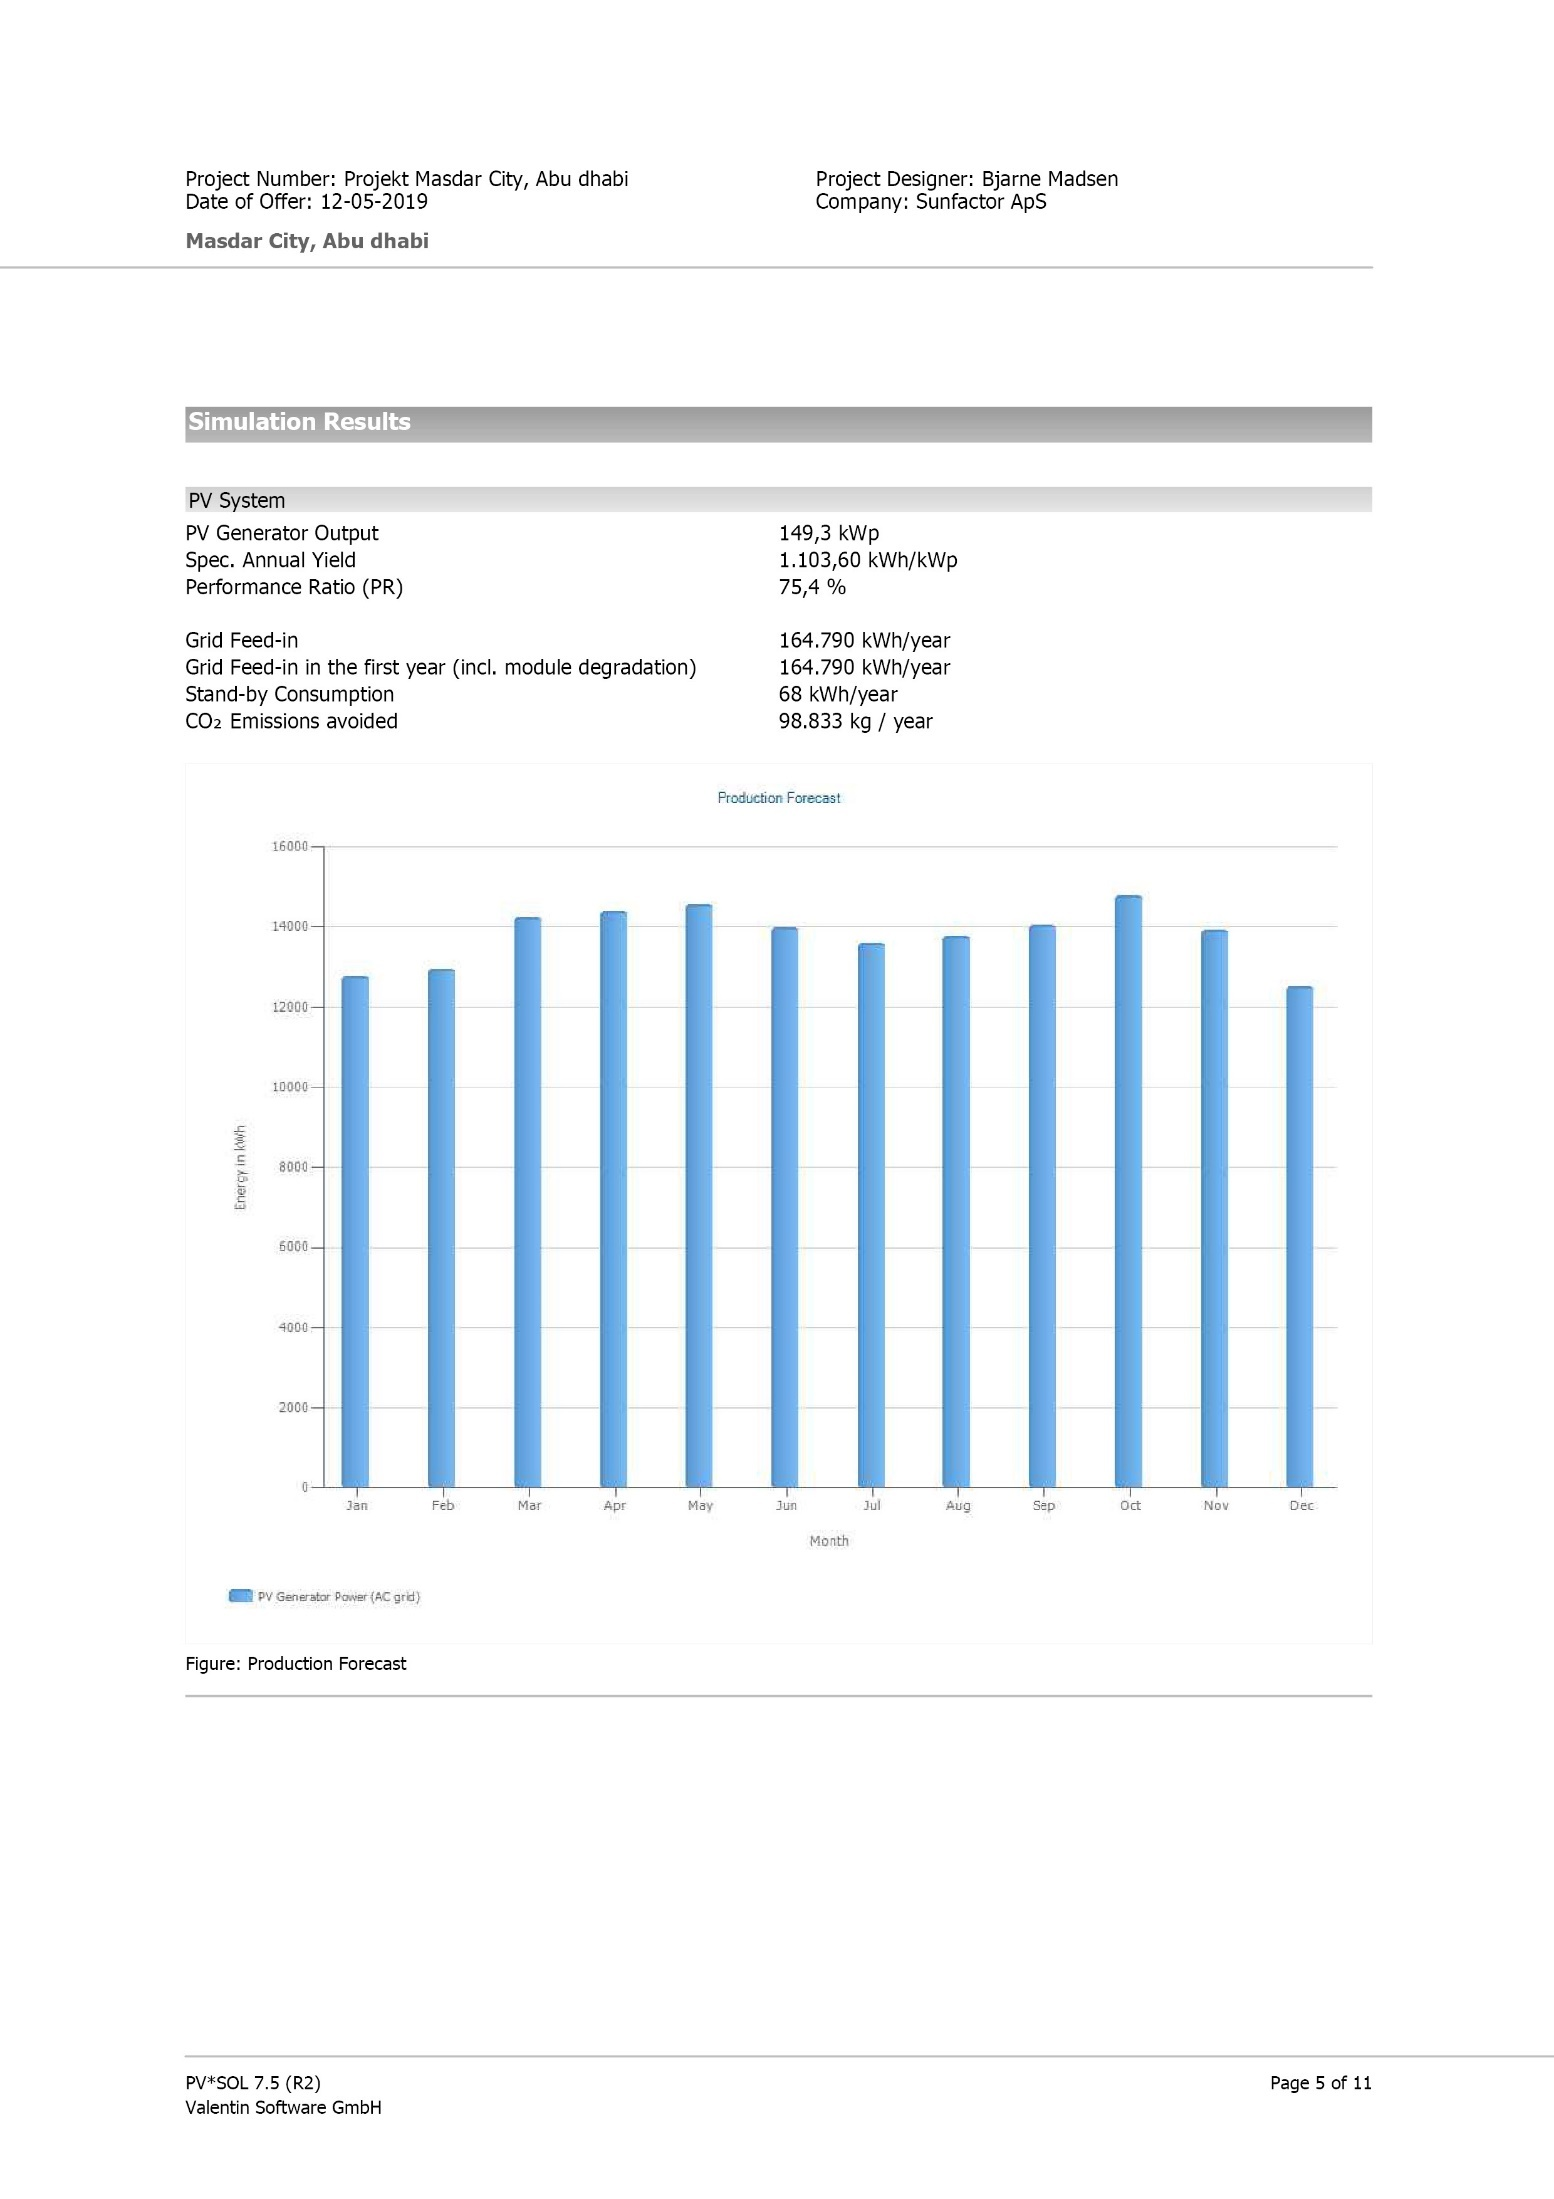 Project Number: Projekt Masdar City, Abu dhabi
Date of Offer: 12-05-2019
Project Designer: Bjarne Madsen
Company: Sunfactor ApS
Masdar City, Abu dhabi
Simulation Results
PV System
PV Generator Output 149,3 kWp
Spec. Annual Yield 1.103,60 kWh/kWp
Performance Ratio (PR) 75,4 %
Grid Feed-in 164.790 kWh/year
Grid Feed-in in the first year (incl. module degradation) 164.790 kWh/year
Stand-by Consumption 68 kWh/year
CO₂ Emissions avoided 98.833 kg / year
Production Forecast
16000
14000
12000
10000
8000
6000
4000
2000
0
Energy in kWh
Jan Feb Mar Apr May Jun Jul Aug Sep Oct Nov Dec
Month
PV Generator Power (AC grid)
Figure: Production Forecast
PV*SOL 7.5 (R2)
Valentin Software GmbH
Page 5 of 11